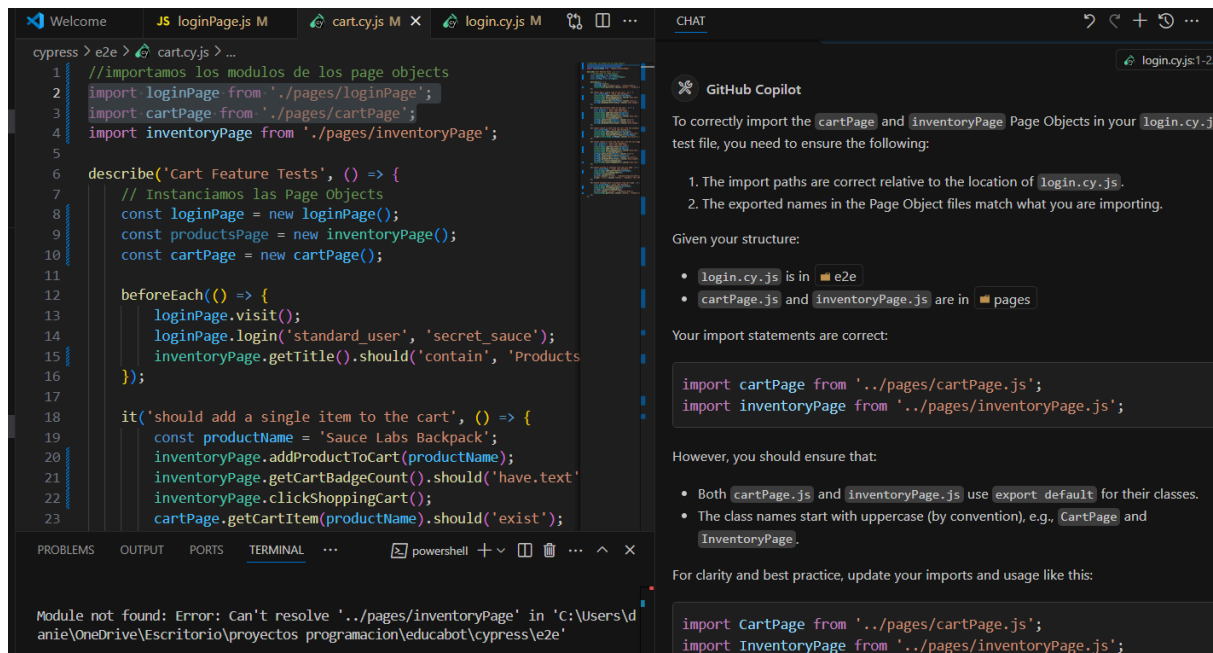 Welcome
JS loginPage.js M
cart.cy.js M
login.cy.js M
cypress > e2e > cart.cy.js > ...
1 //importamos los modulos de los page objects
2 import loginPage from './pages/loginPage';
3 import cartPage from './pages/cartPage';
4 import inventoryPage from './pages/inventoryPage';
5
6 describe('Cart Feature Tests', () => {
7 // Instanciamos las Page Objects
8 const loginPage = new loginPage();
9 const productsPage = new inventoryPage();
10 const cartPage = new cartPage();
11
12 beforeEach(() => {
13 loginPage.visit();
14 loginPage.login('standard_user', 'secret_sauce');
15 inventoryPage.getTitle().should('contain', 'Products
16 });
17
18 it('should add a single item to the cart', () => {
19 const productName = 'Sauce Labs Backpack';
20 inventoryPage.addProductToCart(productName);
21 inventoryPage.getCartBadgeCount().should('have.text'
22 inventoryPage.clickShoppingCart();
23 cartPage.getCartItem(productName).should('exist');
PROBLEMS OUTPUT PORTS TERMINAL ... powershell
Module not found: Error: Can't resolve '../pages/inventoryPage' in 'C:\Users\d
anie\OneDrive\Escritorio\proyectos programacion\educabot\cypress\e2e'
CHAT
login.cy.js:1-2
GitHub Copilot
To correctly import the cartPage and inventoryPage Page Objects in your login.cy.j
test file, you need to ensure the following:
1. The import paths are correct relative to the location of login.cy.js.
2. The exported names in the Page Object files match what you are importing.
Given your structure:
• login.cy.js is in e2e
• cartPage.js and inventoryPage.js are in pages
Your import statements are correct:
import cartPage from '../pages/cartPage.js';
import inventoryPage from '../pages/inventoryPage.js';
However, you should ensure that:
• Both cartPage.js and inventoryPage.js use export default for their classes.
• The class names start with uppercase (by convention), e.g., CartPage and
InventoryPage.
For clarity and best practice, update your imports and usage like this:
import CartPage from '../pages/cartPage.js';
import InventoryPage from '../pages/inventoryPage.js';